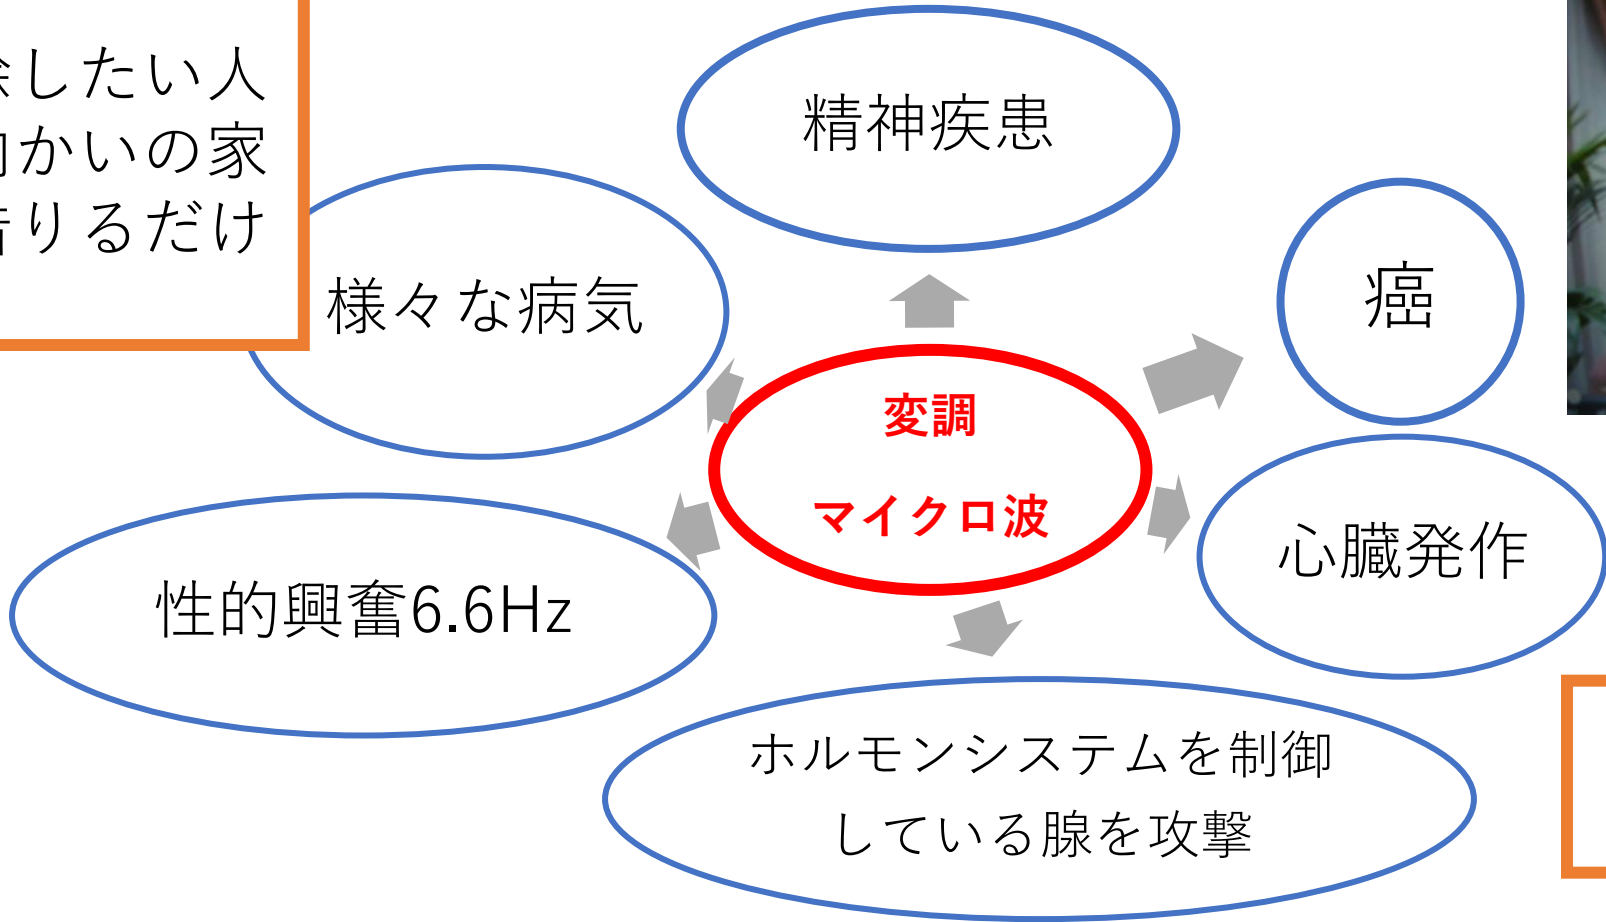 除したい人
向かいの家
借りるだけ
精神疾患
様々な病気
癌
変調
マイクロ波
心臓発作
性的興奮6.6Hz
ホルモンシステムを制御
している腺を攻撃